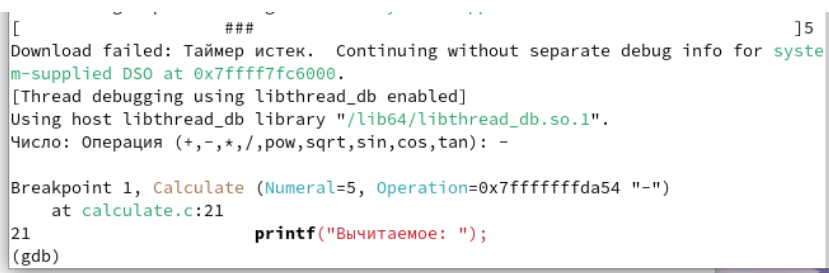 [                           ###                                                                       ]5
Download failed: Таймер истек.  Continuing without separate debug info for syste
m-supplied DSO at 0x7ffff7fc6000.
[Thread debugging using libthread_db enabled]
Using host libthread_db library "/lib64/libthread_db.so.1".
Число: Операция (+,-,*,/,pow,sqrt,sin,cos,tan): -
Breakpoint 1, Calculate (Numeral=5, Operation=0x7fffffffda54 "-")
    at calculate.c:21
21                          printf("Вычитаемое: ");
(gdb)